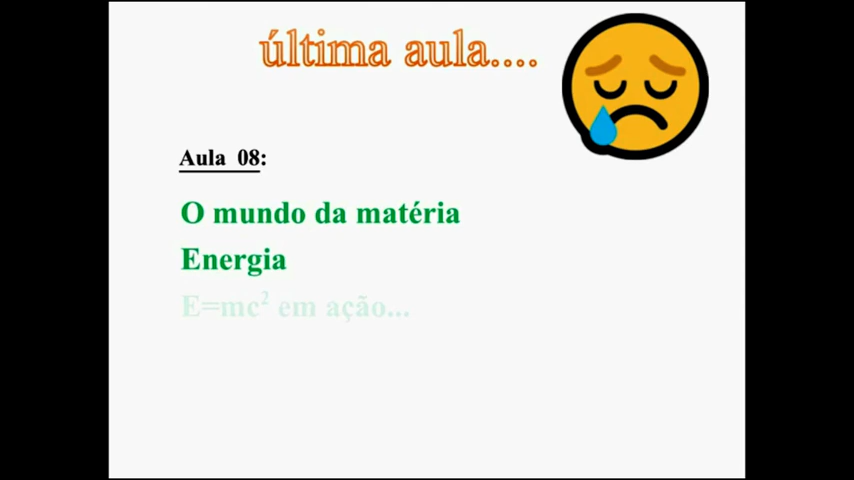 última aula....
Aula 08:
O mundo da matéria
Energia
E=mc² em ação...